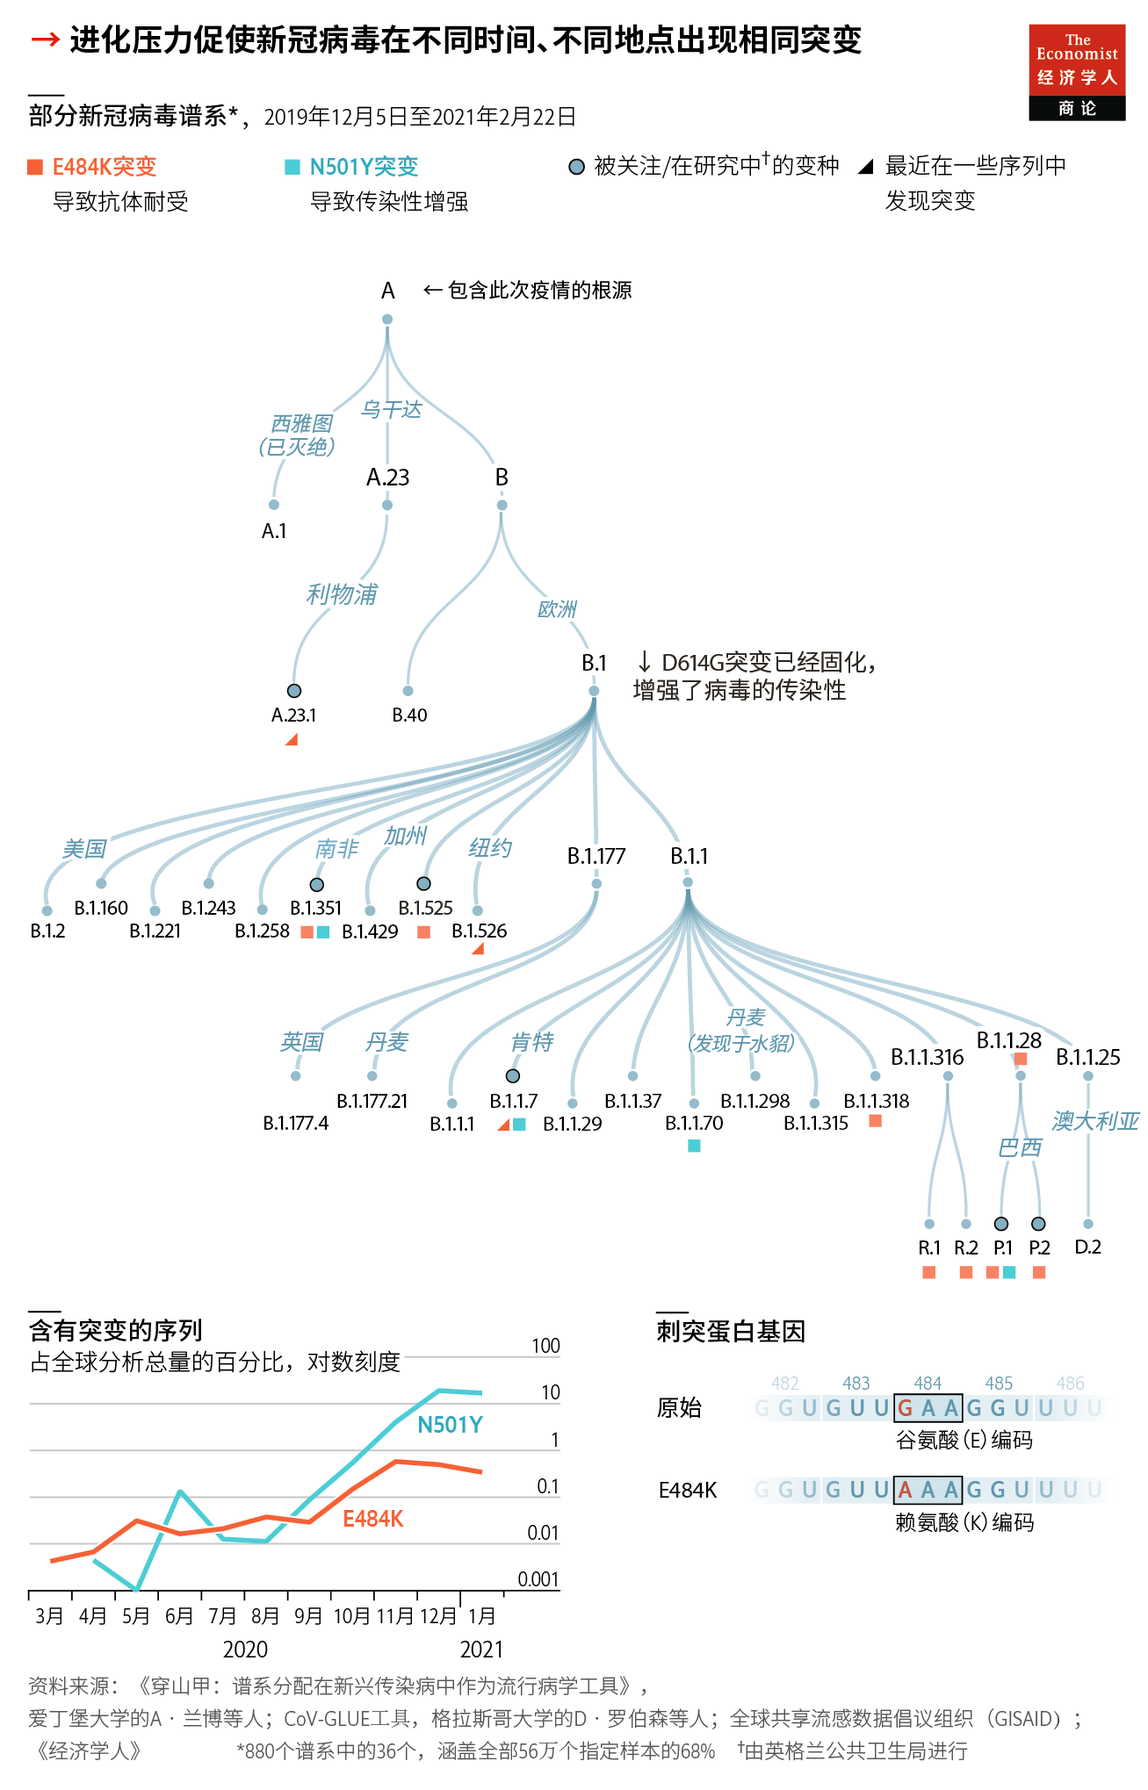 → 进化压力促使新冠病毒在不同时间、不同地点出现相同突变
The
Economist
经济学人
商论
部分新冠病毒谱系*，2019年12月5日至2021年2月22日
E484K突变
导致抗体耐受
N501Y突变
导致传染性增强
被关注/在研究中†的变种
最近在一些序列中
发现突变
A
← 包含此次疫情的根源
西雅图
（已灭绝）
乌干达
A.23
B
A.1
利物浦
欧洲
B.1
↓ D614G突变已经固化，
增强了病毒的传染性
A.23.1
B.40
美国
南非
加州
纽约
B.1.177
B.1.1
B.1.2
B.1.160
B.1.221
B.1.243
B.1.258
B.1.351
B.1.429
B.1.525
B.1.526
英国
丹麦
肯特
丹麦
（发现于水貂）
B.1.1.316
B.1.1.28
B.1.1.25
B.1.177.4
B.1.177.21
B.1.1.1
B.1.1.7
B.1.1.29
B.1.1.37
B.1.1.70
B.1.1.298
B.1.1.315
B.1.1.318
澳大利亚
巴西
R.1
R.2
P.1
P.2
D.2
含有突变的序列
占全球分析总量的百分比，对数刻度
100
10
1
0.1
0.01
0.001
N501Y
E484K
3月 4月 5月 6月 7月 8月 9月 10月 11月 12月 1月
2020 2021
刺突蛋白基因
482 483 484 485 486
原始 G G U G U U G A A G G U U U U
谷氨酸（E）编码
E484K G G U G U U A A A G G U U U U
赖氨酸（K）编码
资料来源：《穿山甲：谱系分配在新兴传染病中作为流行病学工具》，
爱丁堡大学的A · 兰博等人；CoV-GLUE工具，格拉斯哥大学的D · 罗伯森等人；全球共享流感数据倡议组织（GISAID）；
《经济学人》 *880个谱系中的36个，涵盖全部56万个指定样本的68% †由英格兰公共卫生局进行